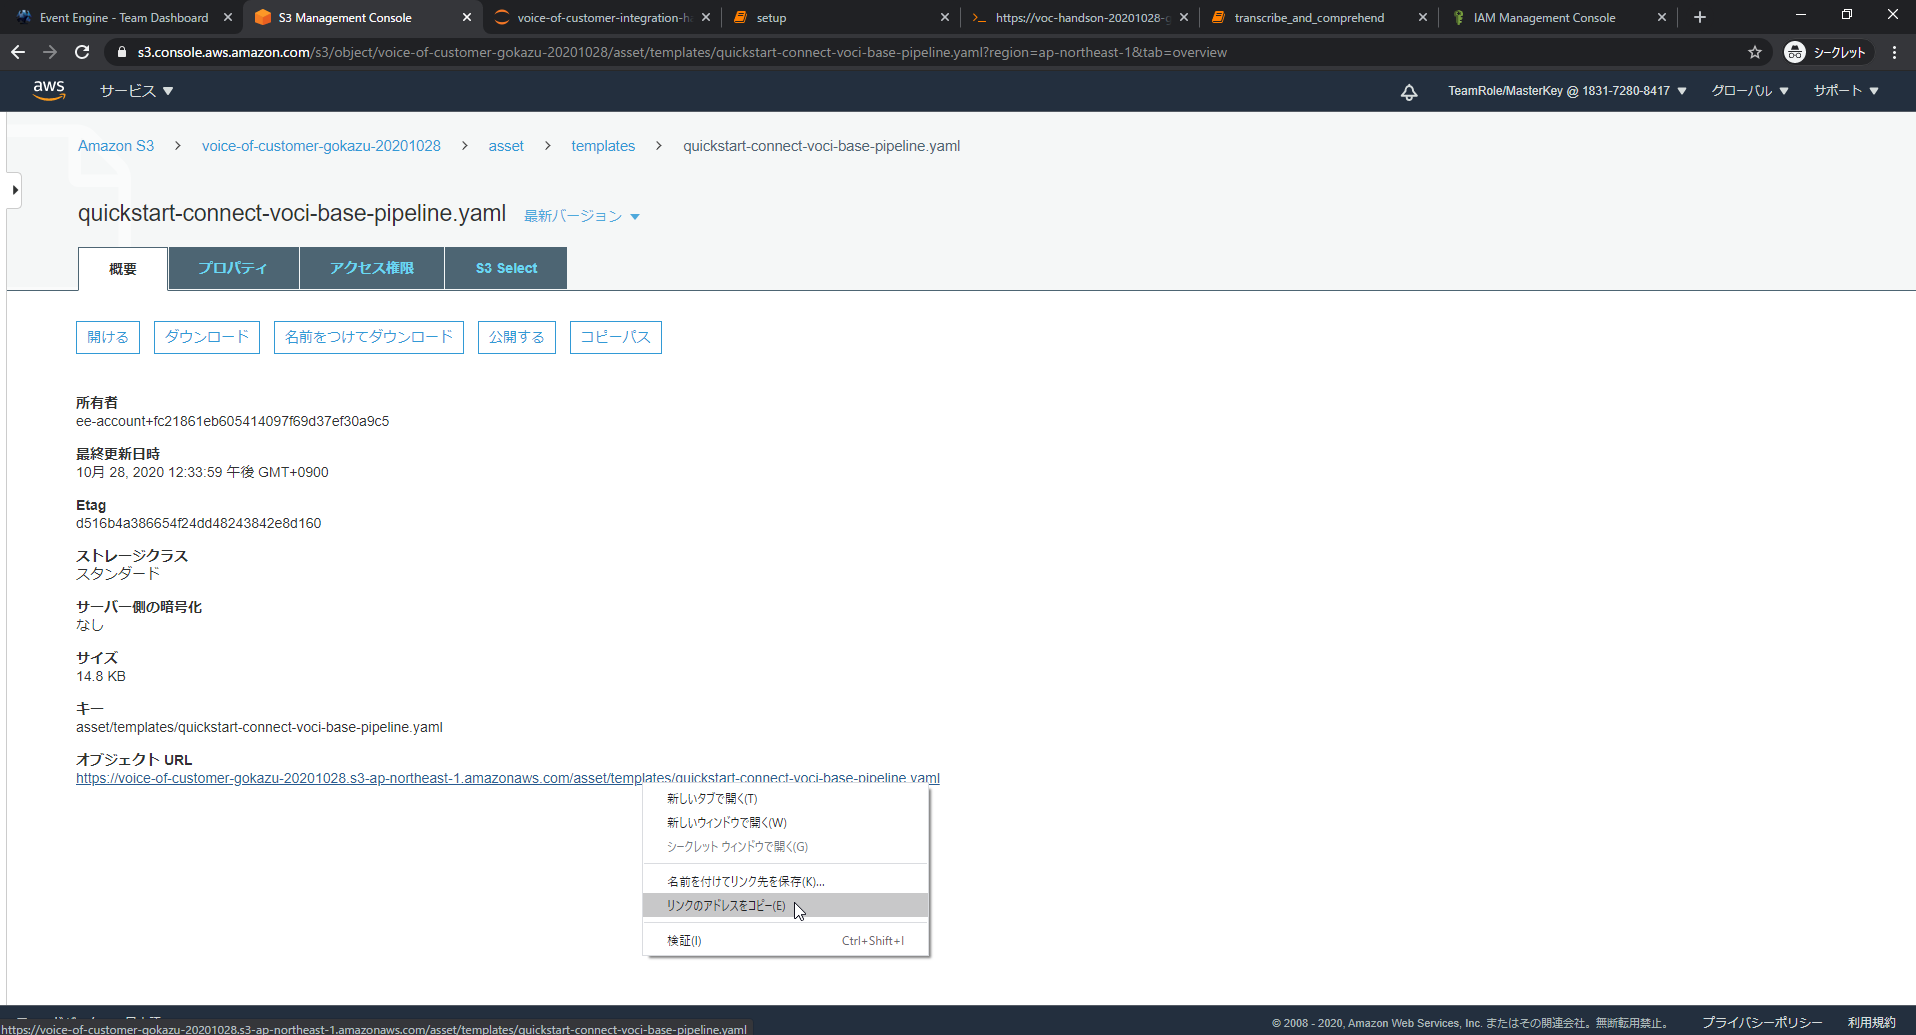 Event Engine - Team Dashboard
S3 Management Console
voice-of-customer-integration-ha
setup
https://voc-handson-20201028-g
transcribe_and_comprehend
IAM Management Console
s3.console.aws.amazon.com/s3/object/voice-of-customer-gokazu-20201028/asset/templates/quickstart-connect-voci-base-pipeline.yaml?region=ap-northeast-1&tab=overview
シークレット
aws
サービス
TeamRole/MasterKey @ 1831-7280-8417
グローバル
サポート
Amazon S3
voice-of-customer-gokazu-20201028
asset
templates
quickstart-connect-voci-base-pipeline.yaml
quickstart-connect-voci-base-pipeline.yaml
最新バージョン
概要
プロパティ
アクセス権限
S3 Select
開ける
ダウンロード
名前をつけてダウンロード
公開する
コピーパス
所有者
ee-account+fc21861eb605414097f69d37ef30a9c5
最終更新日時
10月 28, 2020 12:33:59 午後 GMT+0900
Etag
d516b4a386654f24dd48243842e8d160
ストレージクラス
スタンダード
サーバー側の暗号化
なし
サイズ
14.8 KB
キー
asset/templates/quickstart-connect-voci-base-pipeline.yaml
オブジェクト URL
https://voice-of-customer-gokazu-20201028.s3-ap-northeast-1.amazonaws.com/asset/templates/quickstart-connect-voci-base-pipeline.yaml
新しいタブで開く(T)
新しいウィンドウで開く(W)
シークレット ウィンドウで開く(G)
名前を付けてリンク先を保存(K)...
リンクのアドレスをコピー(E)
検証(I)
Ctrl+Shift+I
https://voice-of-customer-gokazu-20201028.s3-ap-northeast-1.amazonaws.com/asset/templates/quickstart-connect-voci-base-pipeline.yaml
© 2008 - 2020, Amazon Web Services, Inc. またはその関連会社。無断転用禁止。
プライバシーポリシー
利用規約